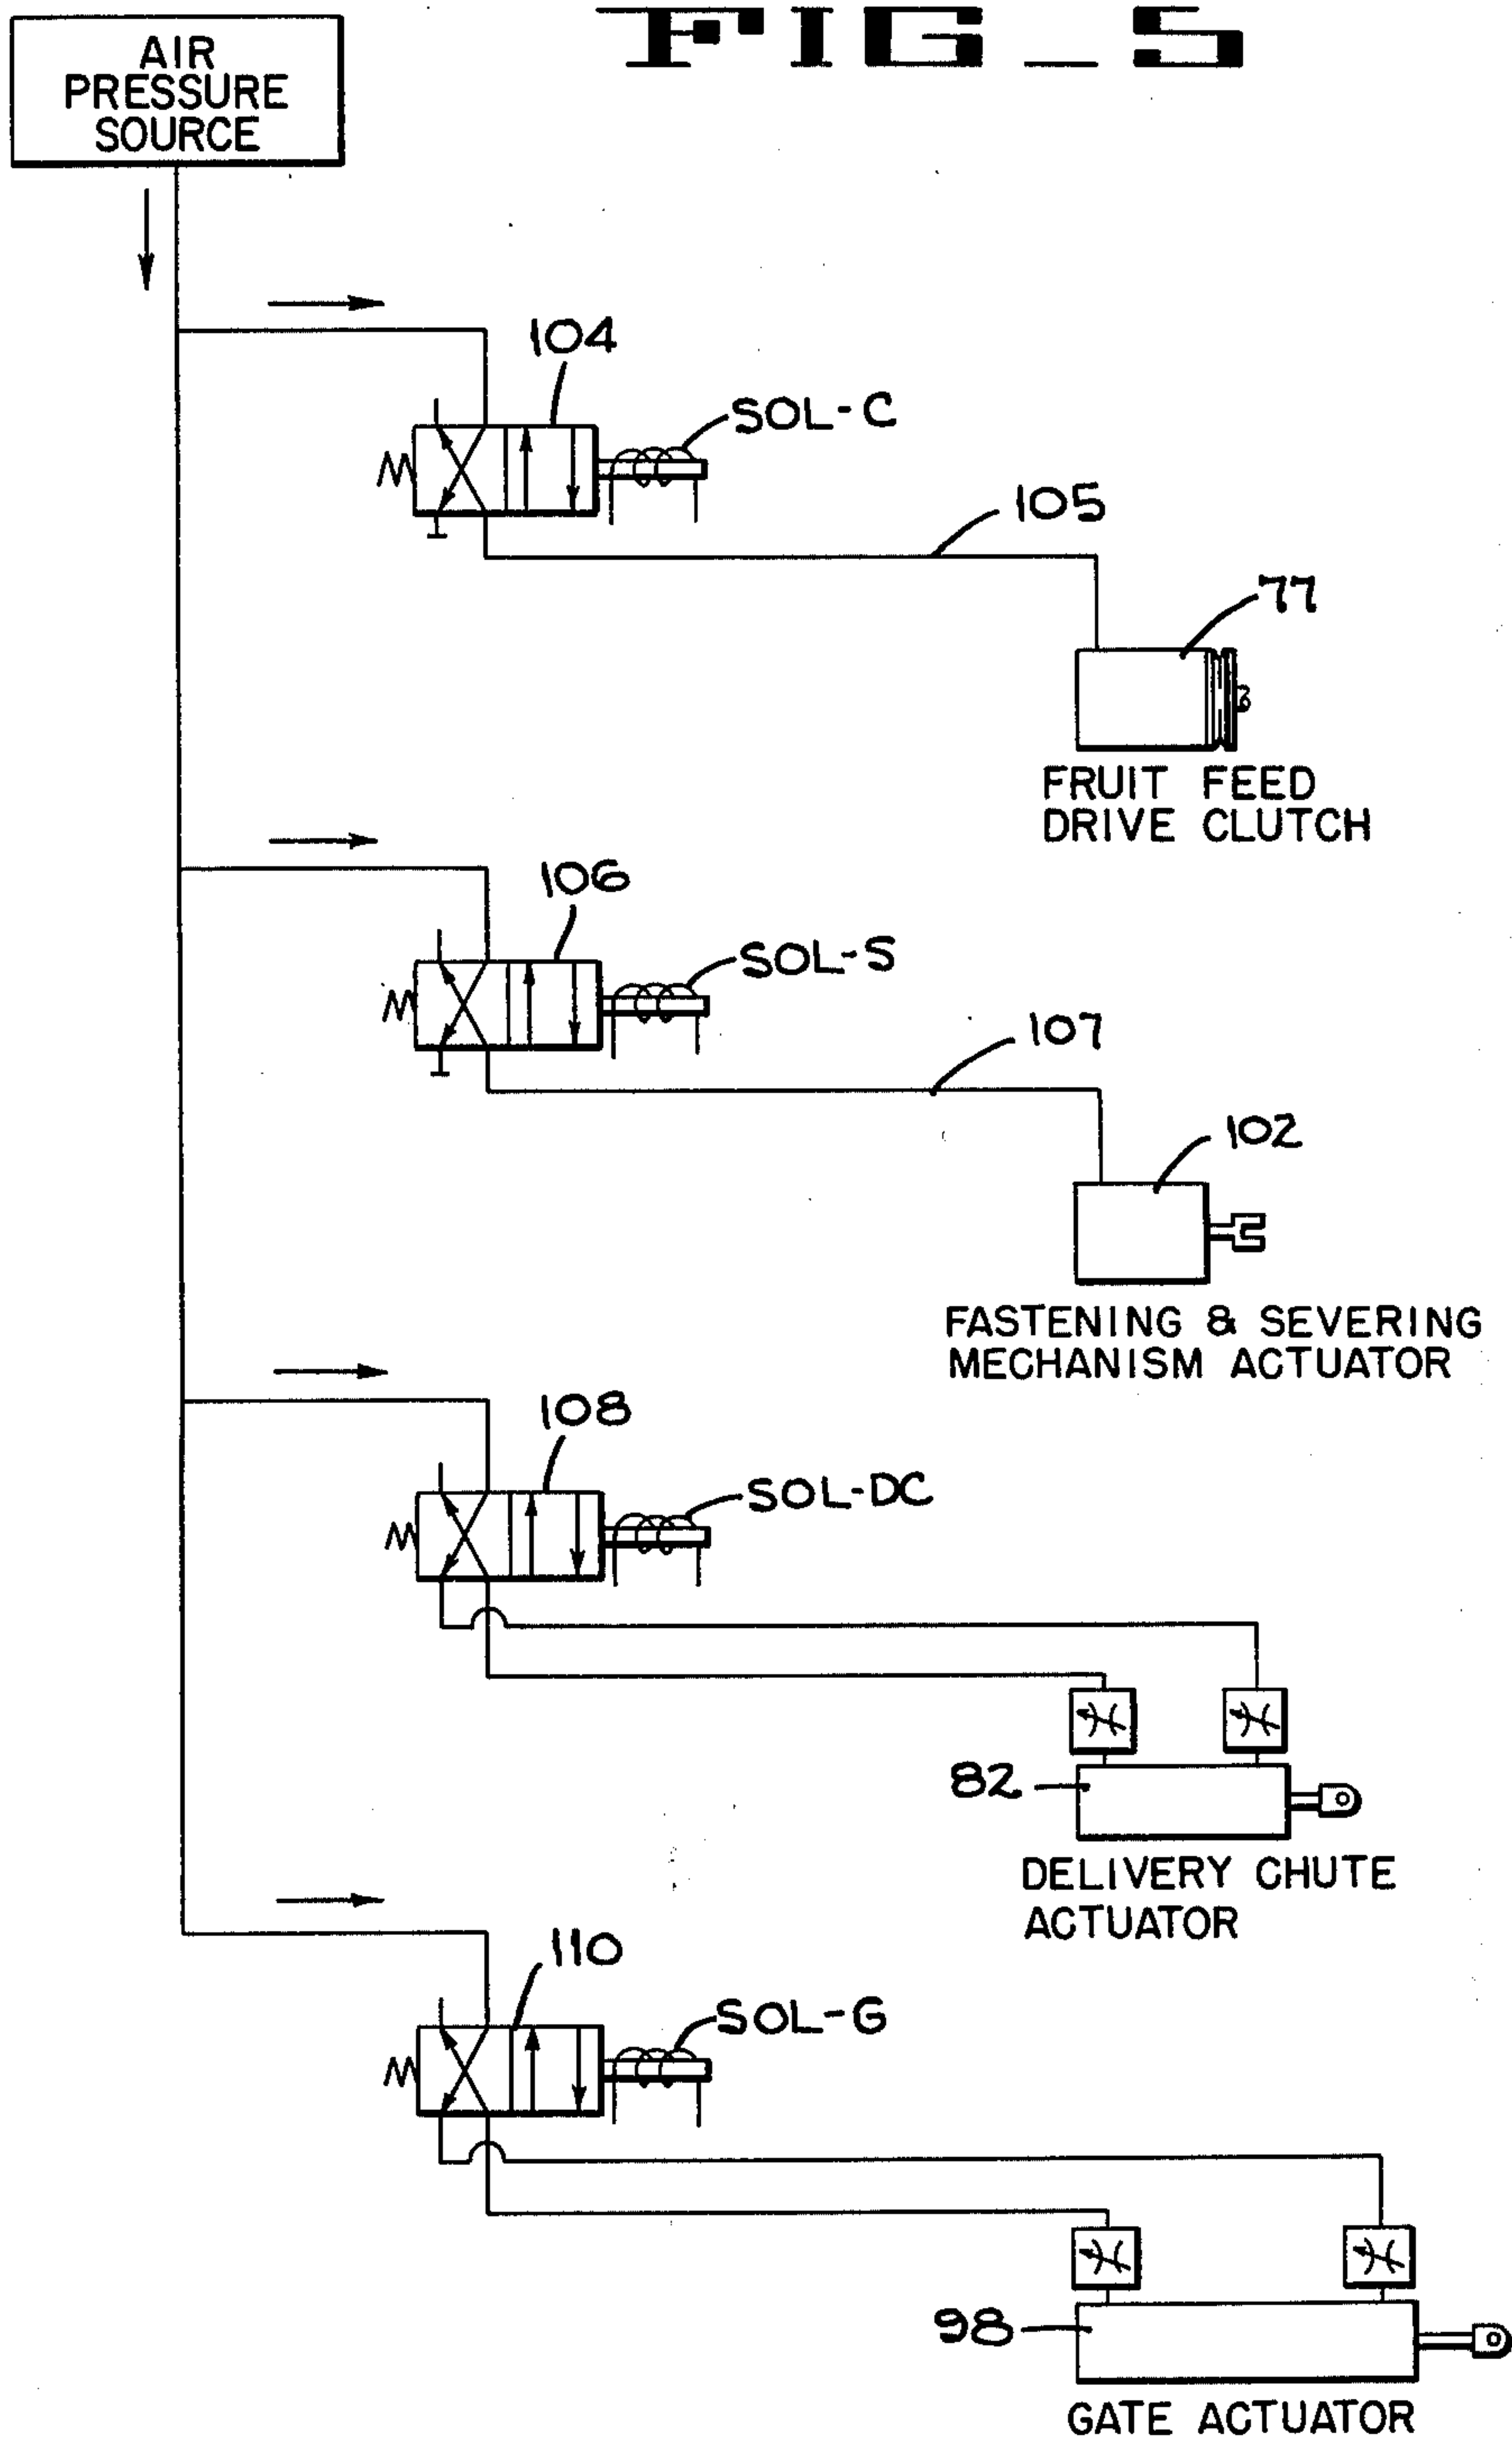 FIG_5
AIR
PRESSURE
SOURCE
104
SOL-C
105
77
FRUIT FEED
DRIVE CLUTCH
106
SOL-S
107
102
FASTENING & SEVERING
MECHANISM ACTUATOR
108
SOL-DC
82
DELIVERY CHUTE
ACTUATOR
110
SOL-G
98
GATE ACTUATOR